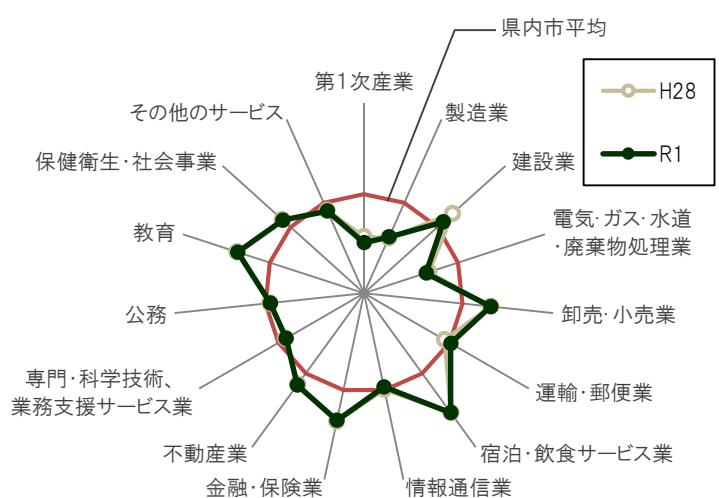 県内市平均
第1次産業
製造業
建設業
電気・ガス・水道
・廃棄物処理業
卸売・小売業
運輸・郵便業
宿泊・飲食サービス業
情報通信業
金融・保険業
不動産業
専門・科学技術、
業務支援サービス業
公務
教育
保健衛生・社会事業
その他のサービス
H28
R1